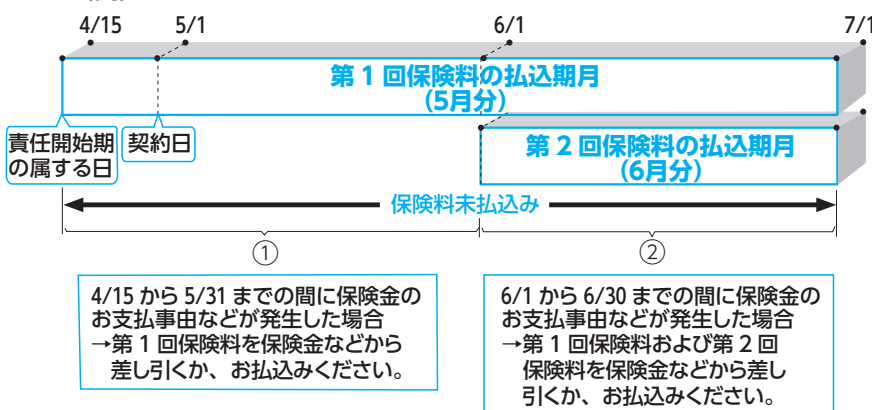 4/15
5/1
6/1
7/1
第1回保険料の払込期月
(5月分)
責任開始期
の属する日
契約日
第2回保険料の払込期月
(6月分)
保険料未払込み
①
②
4/15 から 5/31 までの間に保険金の
お支払事由などが発生した場合
→第1回保険料を保険金などから
差し引くか、お払込みください。
6/1 から 6/30 までの間に保険金の
お支払事由などが発生した場合
→第1回保険料および第2回
保険料を保険金などから差し
引くか、お払込みください。